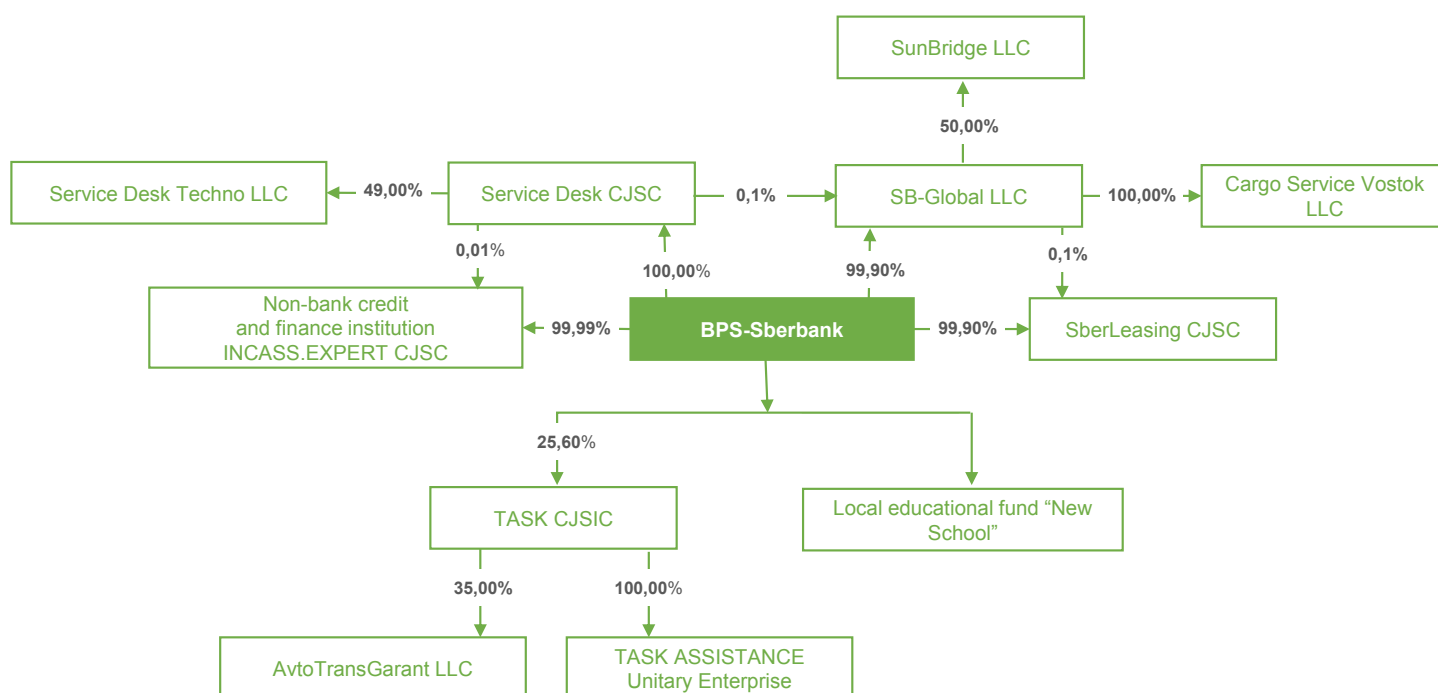 SunBridge LLC
50,00%
Service Desk Techno LLC
49,00%
Service Desk CJSC
0,1%
SB-Global LLC
100,00%
Cargo Service Vostok
LLC
0,01%
100,00%
99,90%
0,1%
Non-bank credit
and finance institution
INCASS.EXPERT CJSC
99,99%
BPS-Sberbank
99,90%
SberLeasing CJSC
25,60%
TASK CJSIC
Local educational fund “New
School”
35,00%
100,00%
AvtoTransGarant LLC
TASK ASSISTANCE
Unitary Enterprise